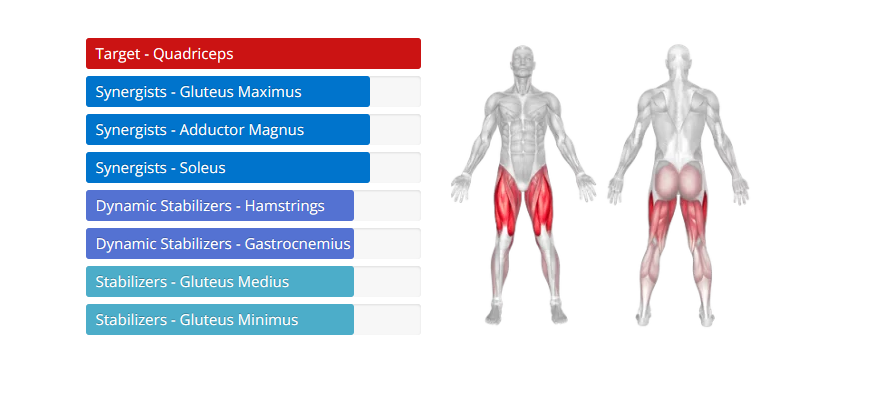 Target - Quadriceps
Synergists - Gluteus Maximus
Synergists - Adductor Magnus
Synergists - Soleus
Dynamic Stabilizers - Hamstrings
Dynamic Stabilizers - Gastrocnemius
Stabilizers - Gluteus Medius
Stabilizers - Gluteus Minimus